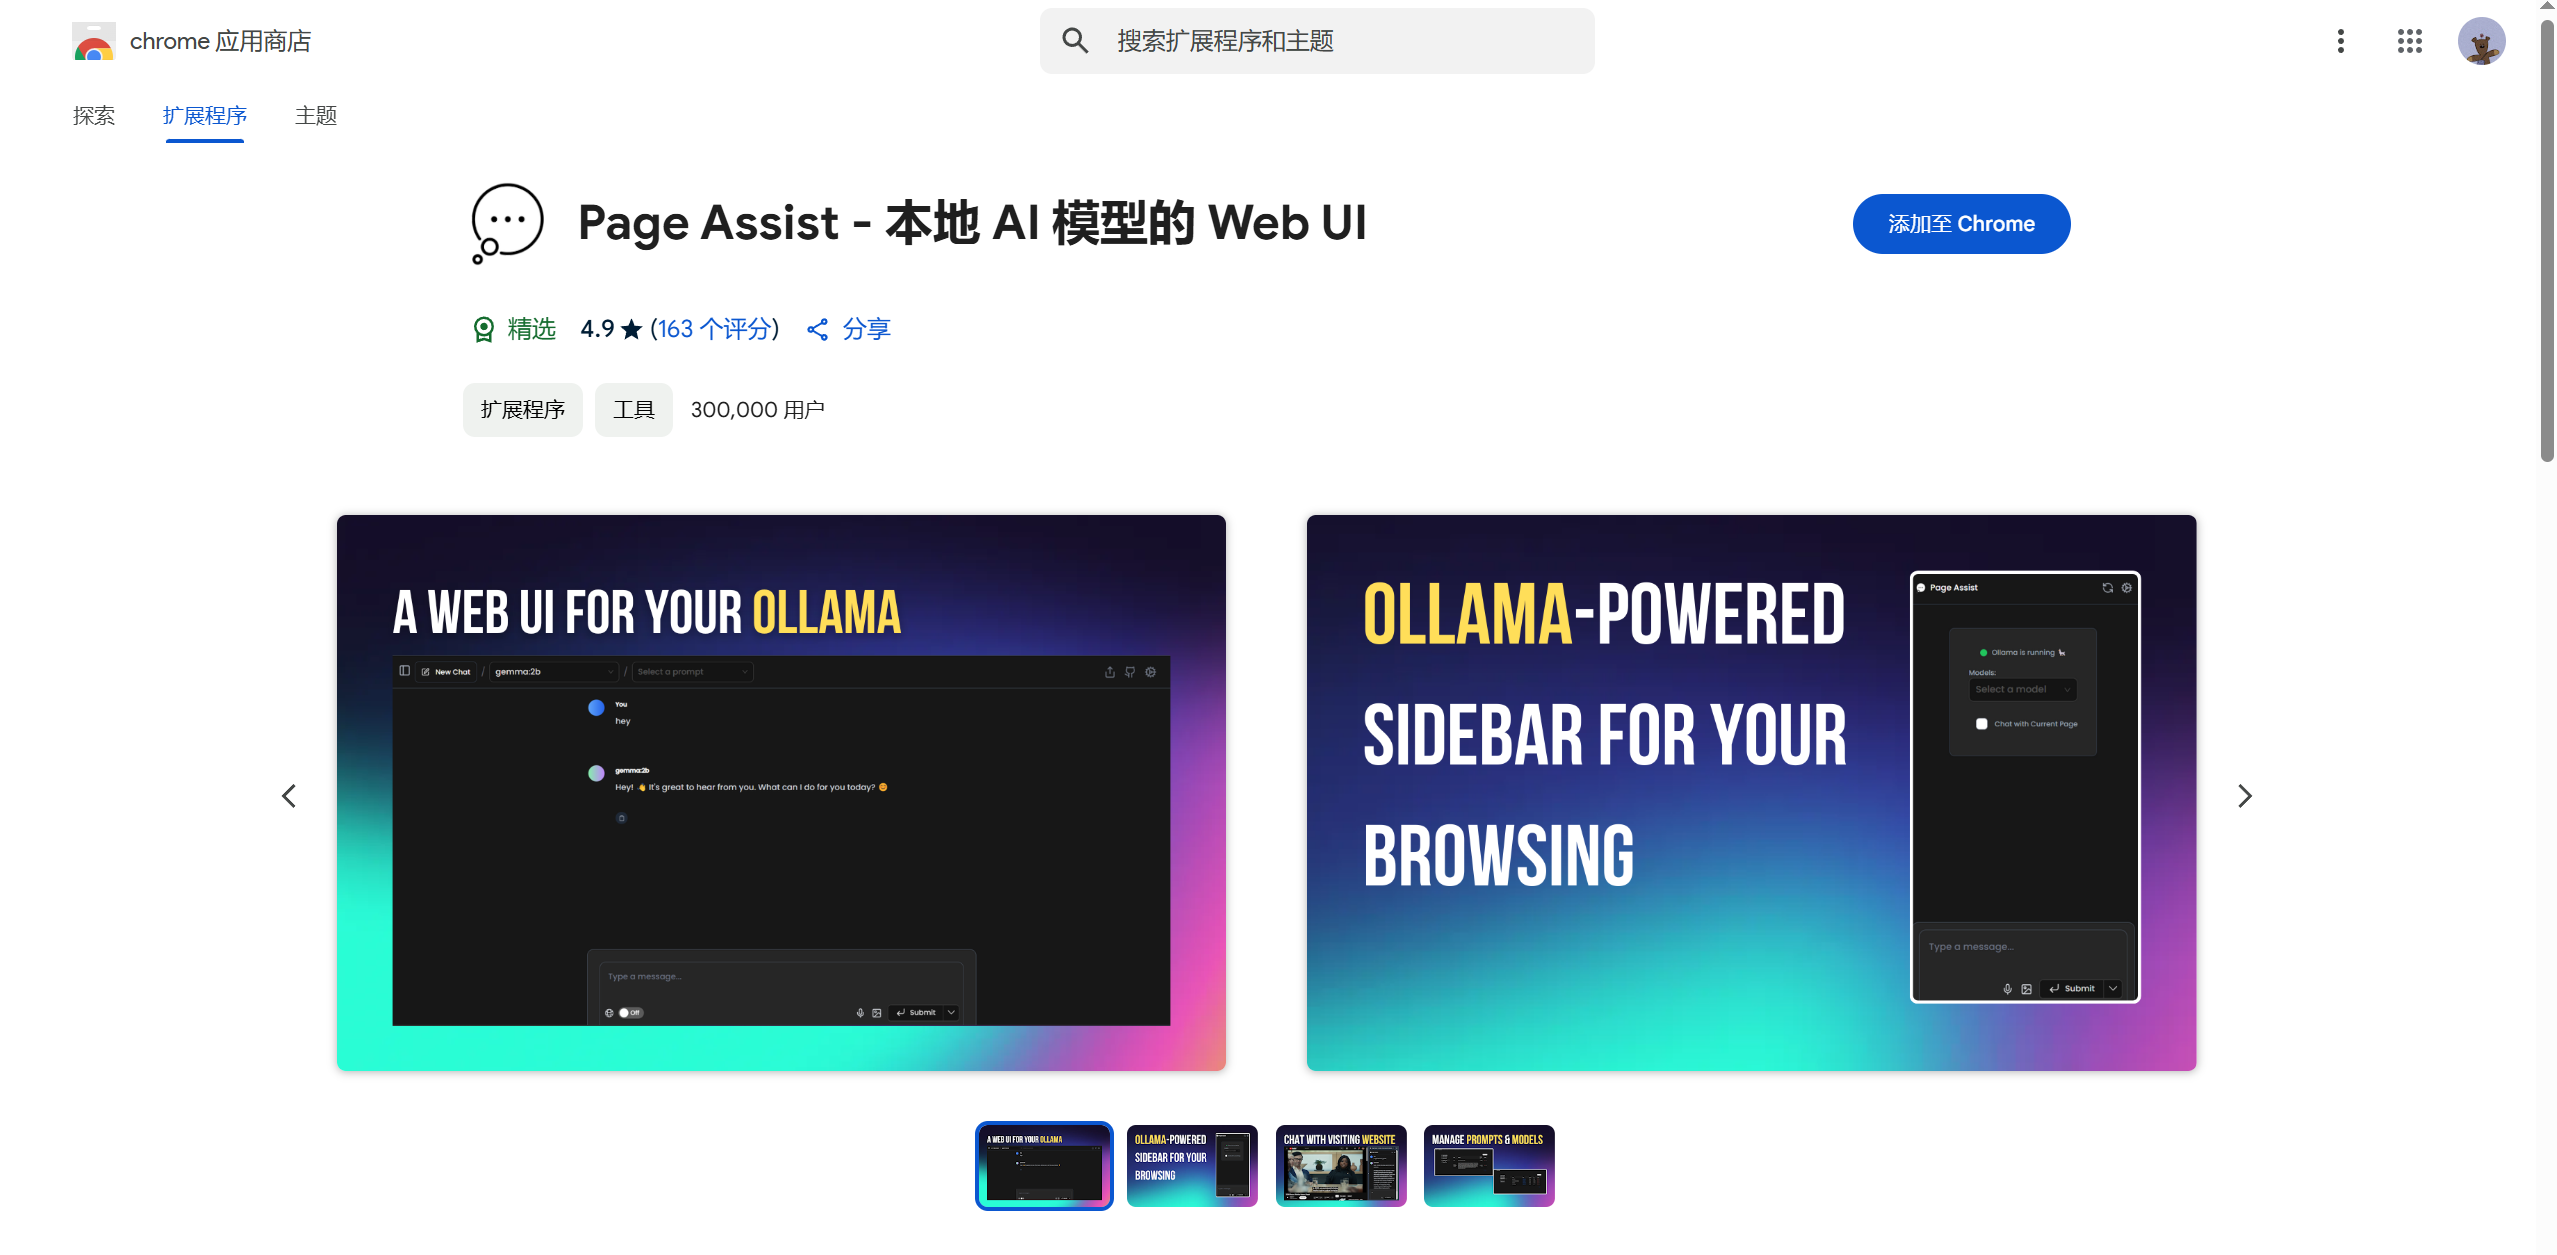 chrome 应用商店
搜索扩展程序和主题
探索
扩展程序
主题
Page Assist - 本地 AI 模型的 Web UI
添加至 Chrome
精选
4.9 ★ (163 个评分)
分享
扩展程序
工具
300,000 用户
A WEB UI FOR YOUR OLLAMA
New Chat / gemma:2b / Select a prompt
You
hey
gemma:2b
Hey! 👋 It's great to hear from you. What can I do for you today? 😊
Type a message...
Off
Submit
OLLAMA-POWERED
SIDEBAR FOR YOUR
BROWSING
Page Assist
Ollama is running 🦙
Models:
Select a model
Chat with Current Page
Type a message...
Submit
A WEB UI FOR YOUR OLLAMA
OLLAMA-POWERED
SIDEBAR FOR YOUR
BROWSING
CHAT WITH VISITING WEBSITE
MANAGE PROMPTS & MODELS